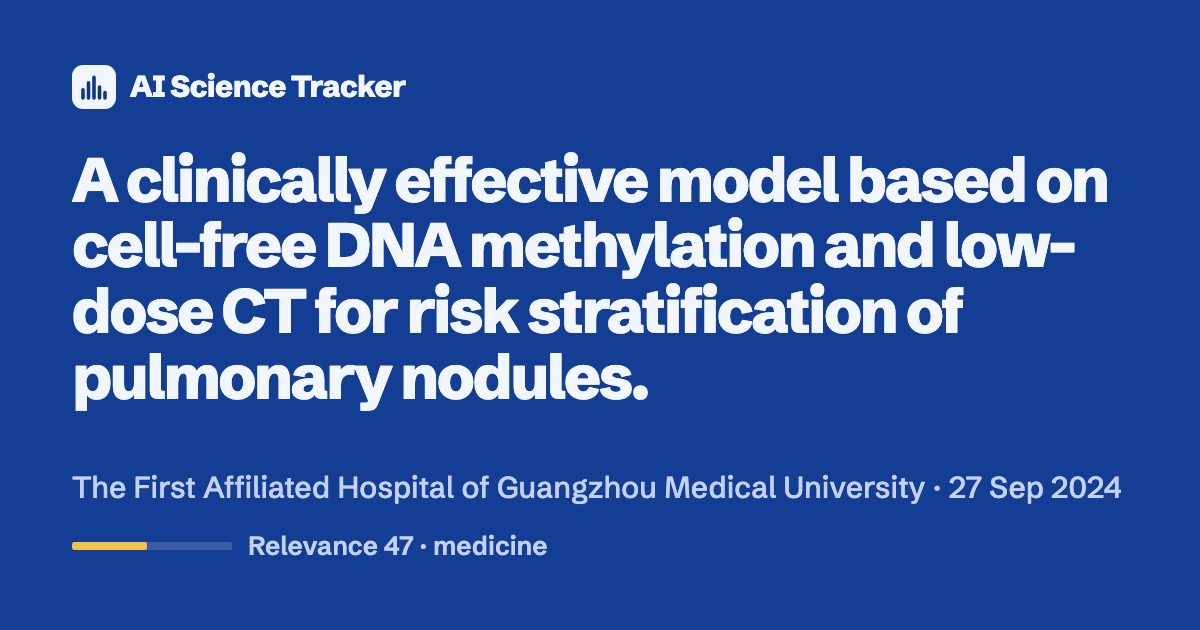 AI Science Tracker
A clinically effective model based on
cell-free DNA methylation and low-
dose CT for risk stratification of
pulmonary nodules.
The First Affiliated Hospital of Guangzhou Medical University · 27 Sep 2024
Relevance 47 · medicine